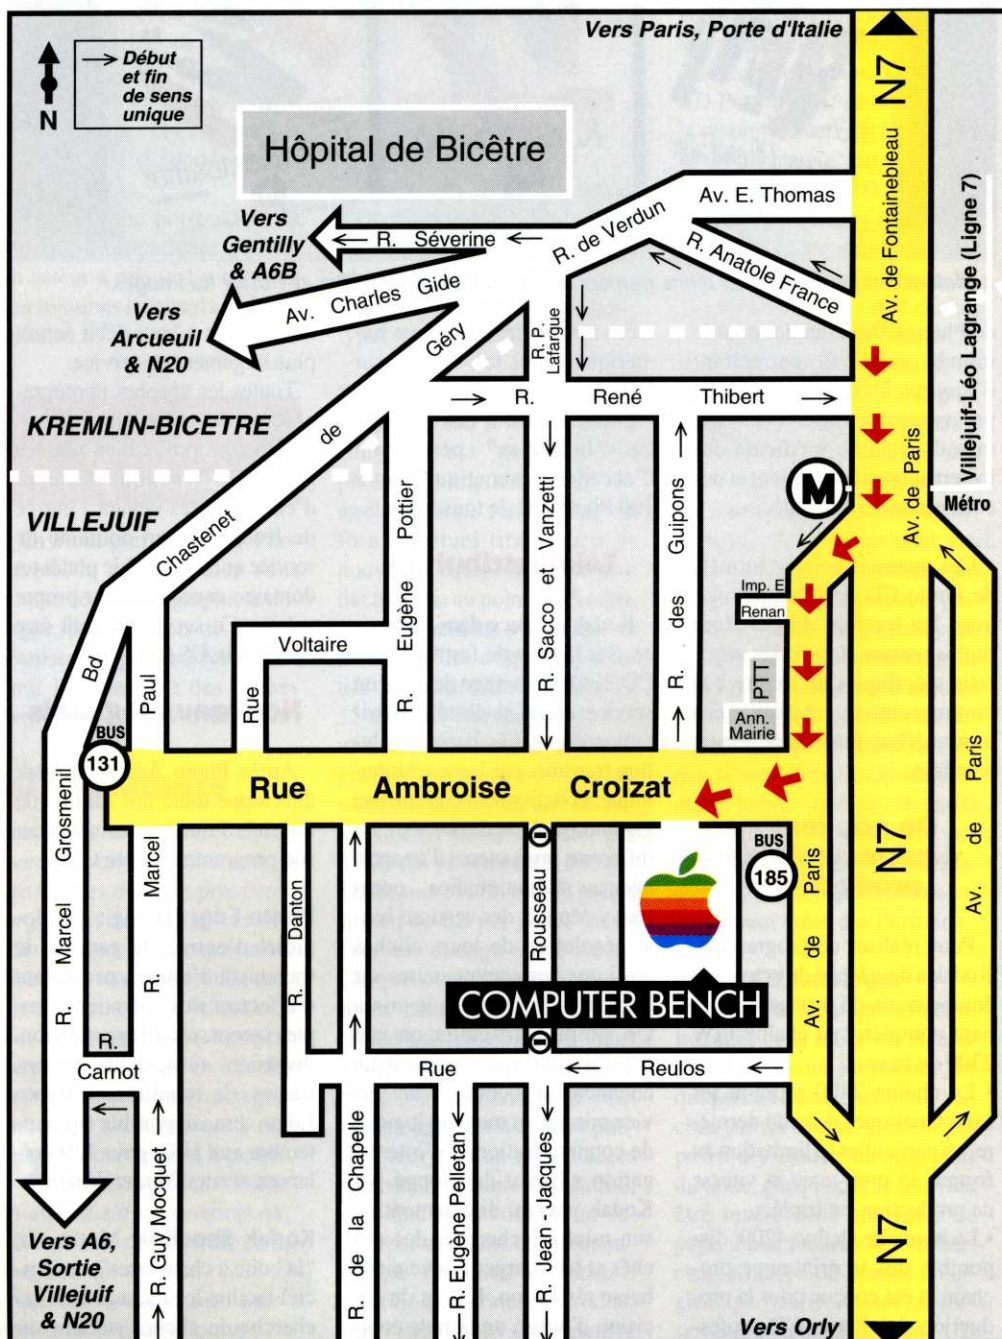 Vers Paris, Porte d'Italie
N7
Av. de Fontainebleau
→ Début
et fin
de sens
unique
N
Hôpital de Bicêtre
Av. E. Thomas
R. de Verdun
R. Anatole France
Vers
Gentilly
& A6B
R. Séverine
Av. Charles Gide
Vers
Arcueuil
& N20
Géry
de
Chastenet
Bd
R. P.
Lafargue
Villejuif-Léo Lagrange (Ligne 7)
Métro
M
R. René Thibert
KREMLIN-BICETRE
VILLEJUIF
Av. de Paris
R. Eugène Pottier
R. Sacco et Vanzetti
R. des Guipons
Imp. E
Renan
PTT
Ann.
Mairie
Rue Voltaire
Paul
BUS
131
Rue Ambroise Croizat
BUS
185
R. Marcel Grosmenil
R. Marcel
R. Danton
Rousseau
COMPUTER BENCH
Av. de Paris
N7
Av. de Paris
R.
Carnot
Rue Reulos
R. Guy Mocquet
R. de la Chapelle
R. Eugène Pelletan
R. Jean-Jacques
Vers A6,
Sortie
Villejuif
& N20
N7
Vers Orly